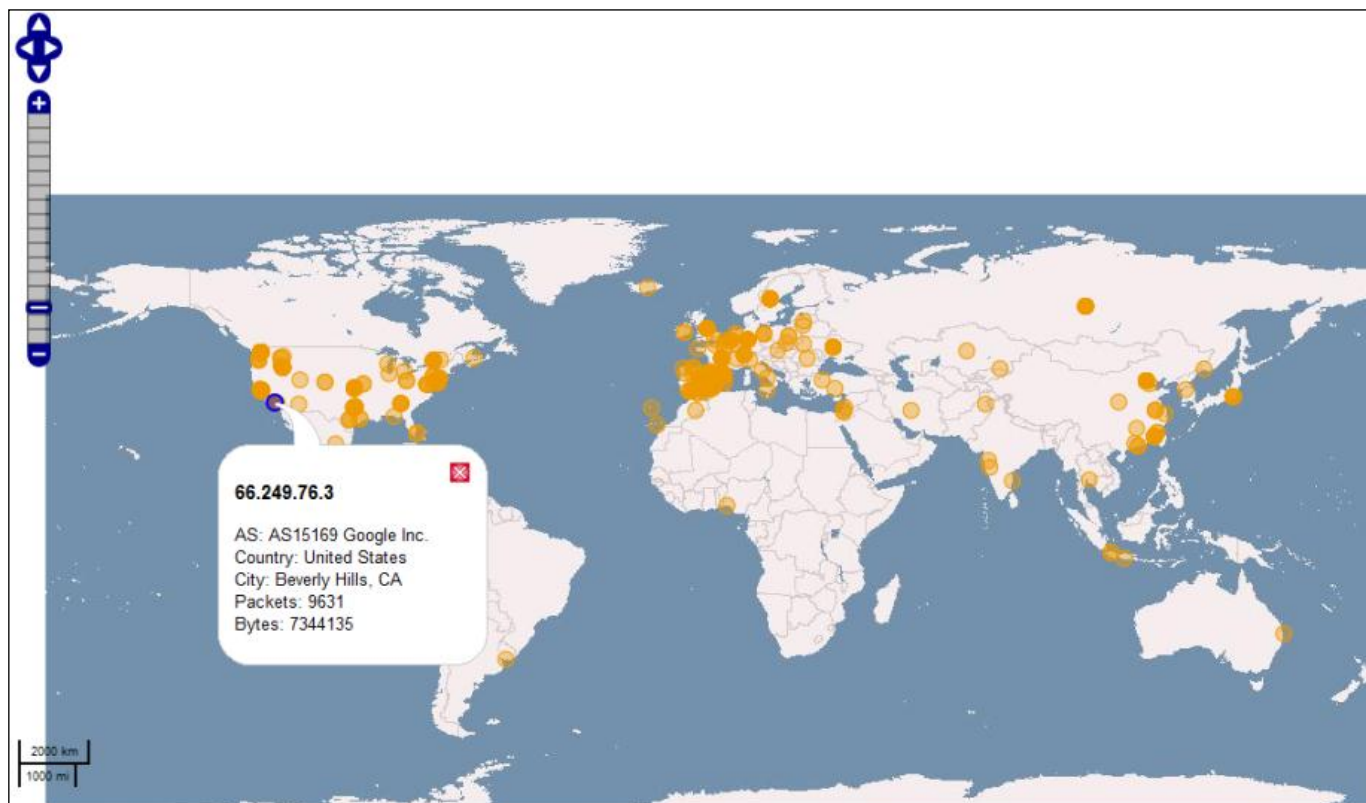 66.249.76.3
AS: AS15169 Google Inc.
Country: United States
City: Beverly Hills, CA
Packets: 9631
Bytes: 7344135
2000 km
1000 mi